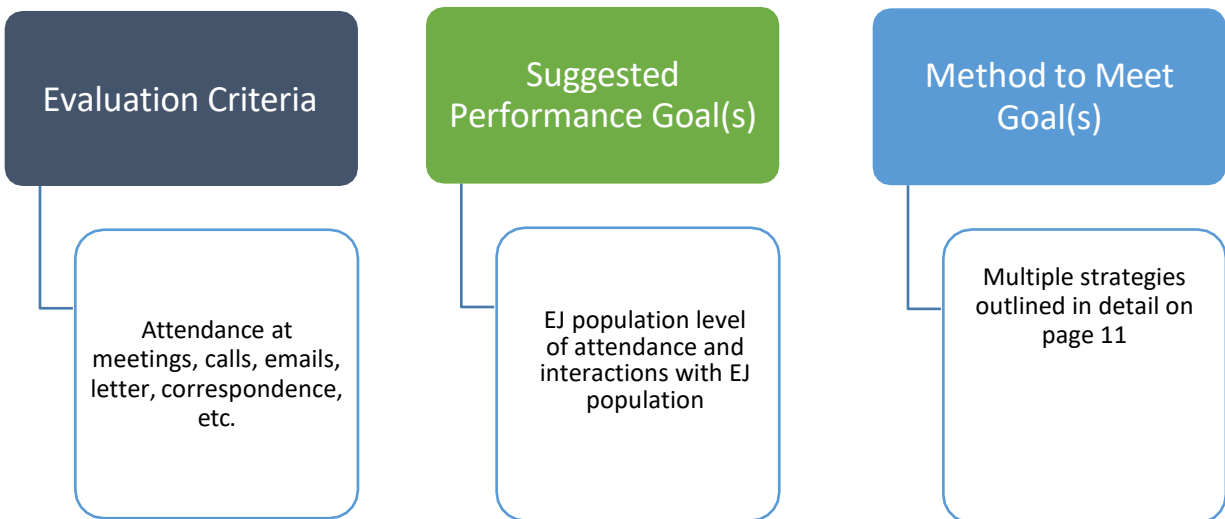 Evaluation Criteria
Attendance at
meetings, calls, emails,
letter, correspondence,
etc.
Suggested
Performance Goal(s)
EJ population level
of attendance and
interactions with EJ
population
Method to Meet
Goal(s)
Multiple strategies
outlined in detail on
page 11